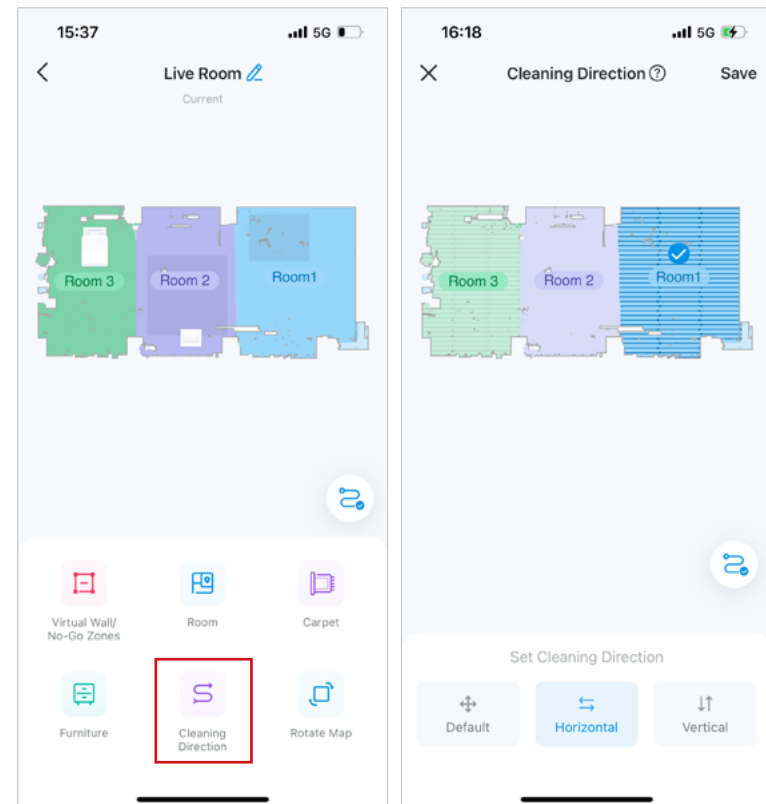 15:37
5G
Live Room
Current
Room 3
Room 2
Room1
Virtual Wall/
No-Go Zones
Room
Carpet
Furniture
Cleaning
Direction
Rotate Map
16:18
5G
Cleaning Direction ?
Save
Room 3
Room 2
Room1
Set Cleaning Direction
Default
Horizontal
Vertical